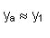 yₐ ≈ y₁